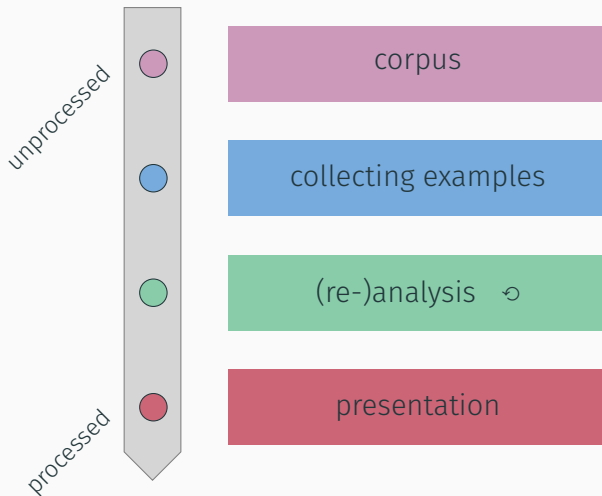 unprocessed
corpus
collecting examples
(re-)analysis ⟲
presentation
processed